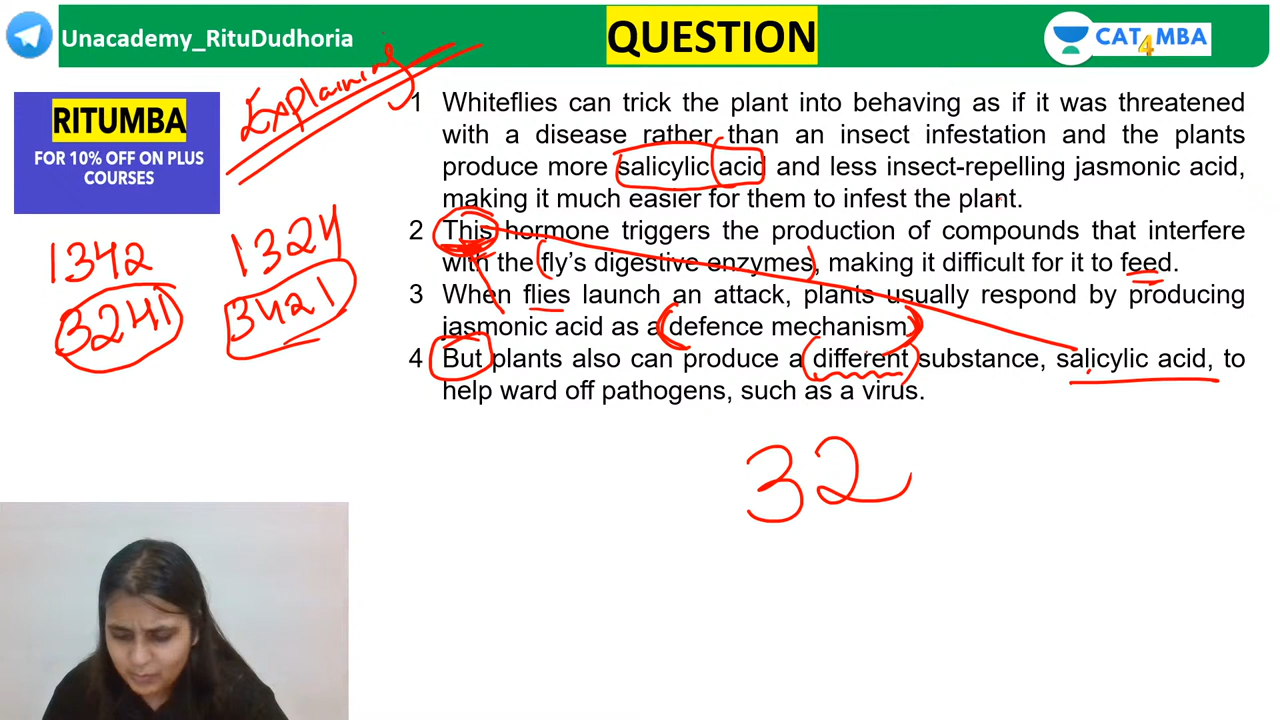 Unacademy_RituDudhoria
QUESTION
CAT4MBA
RITUMBA
FOR 10% OFF ON PLUS
COURSES
Explaining
1342
1324
3241
3421
1 Whiteflies can trick the plant into behaving as if it was threatened
with a disease rather than an insect infestation and the plants
produce more salicylic acid and less insect-repelling jasmonic acid,
making it much easier for them to infest the plant.
2 This hormone triggers the production of compounds that interfere
with the fly's digestive enzymes, making it difficult for it to feed.
3 When flies launch an attack, plants usually respond by producing
jasmonic acid as a defence mechanism
4 But plants also can produce a different substance, salicylic acid, to
help ward off pathogens, such as a virus.
32